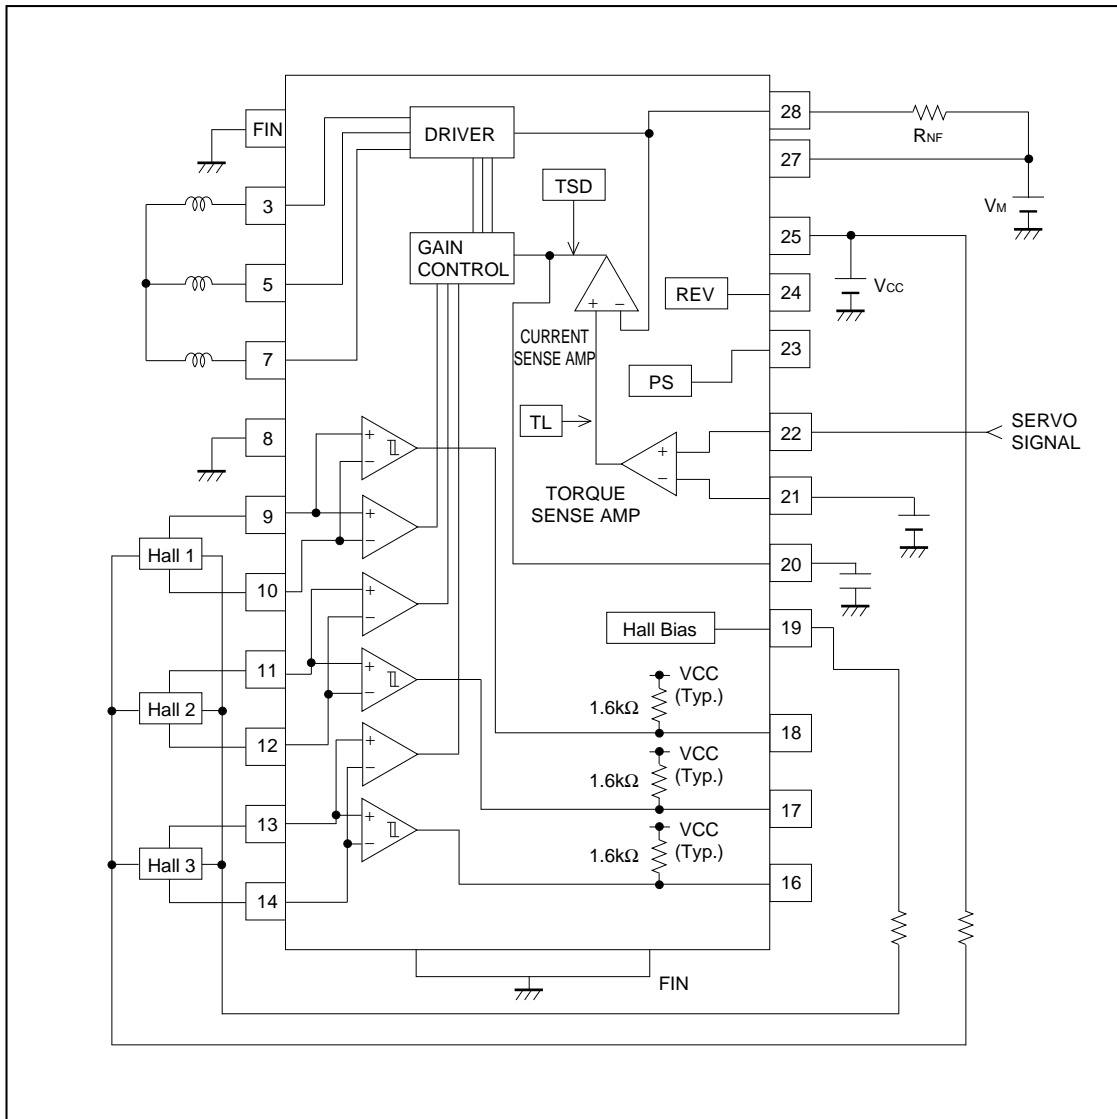 FIN
DRIVER
28
RNF
27
TSD
3
VM
25
GAIN
CONTROL
5
REV
24
VCC
+ −
CURRENT
SENSE AMP
23
7
PS
TL
22
SERVO
SIGNAL
8
+
−
+
−
21
TORQUE
SENSE AMP
9
+
−
Hall 1
20
10
+
−
Hall Bias
19
11
+
−
VCC
(Typ.)
1.6kΩ
Hall 2
18
12
+
−
VCC
(Typ.)
1.6kΩ
17
13
+
−
VCC
(Typ.)
1.6kΩ
Hall 3
16
14
FIN